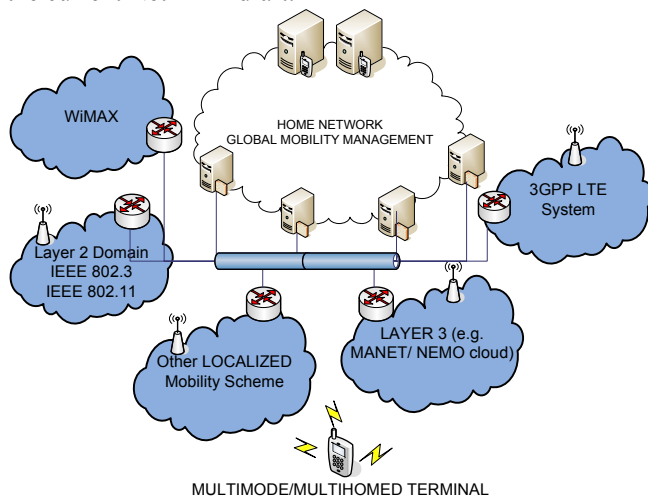 WiMAX
HOME NETWORK
GLOBAL MOBILITY MANAGEMENT
3GPP LTE
System
Layer 2 Domain
IEEE 802.3
IEEE 802.11
LAYER 3 (e.g.
MANET/ NEMO cloud)
Other LOCALIZED
Mobility Scheme
MULTIMODE/MULTIHOMED TERMINAL